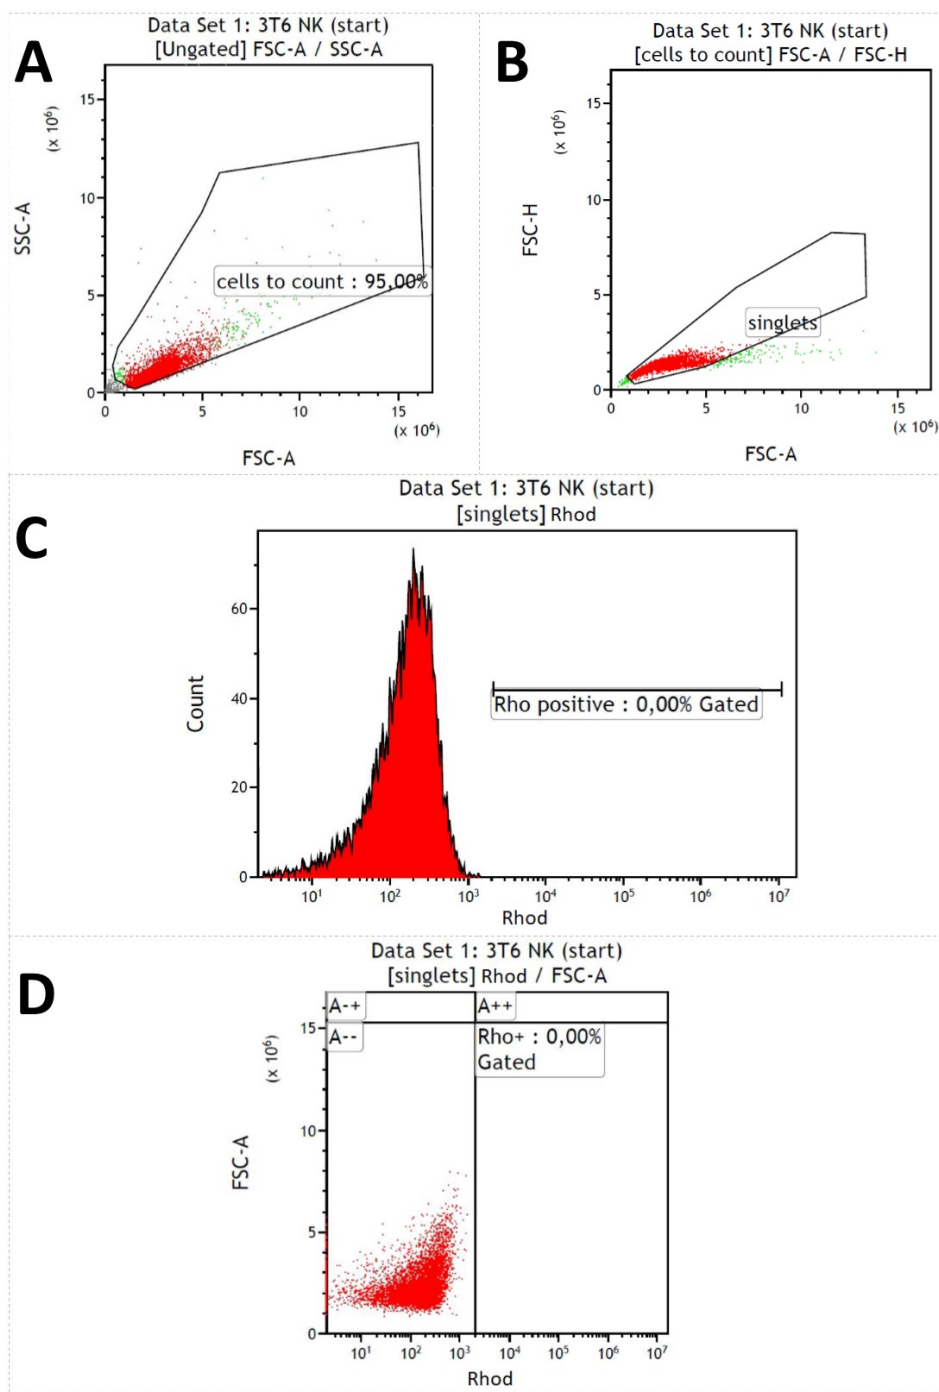 A
Data Set 1: 3T6 NK (start)
[Ungated] FSC-A / SSC-A
(x 10⁶)
SSC-A
15
10
5
0
cells to count : 95,00%
0 5 10 15
(x 10⁶)
FSC-A
B
Data Set 1: 3T6 NK (start)
[cells to count] FSC-A / FSC-H
(x 10⁶)
FSC-H
15
10
5
0
singlets
0 5 10 15
(x 10⁶)
FSC-A
C
Data Set 1: 3T6 NK (start)
[singlets] Rhod
Count
60
40
20
0
Rho positive : 0,00% Gated
10¹ 10² 10³ 10⁴ 10⁵ 10⁶ 10⁷
Rhod
D
Data Set 1: 3T6 NK (start)
[singlets] Rhod / FSC-A
(x 10⁶)
FSC-A
A-+ A++
A-- Rho+ : 0,00%
Gated
15
10
5
0
10¹ 10² 10³ 10⁴ 10⁵ 10⁶ 10⁷
Rhod